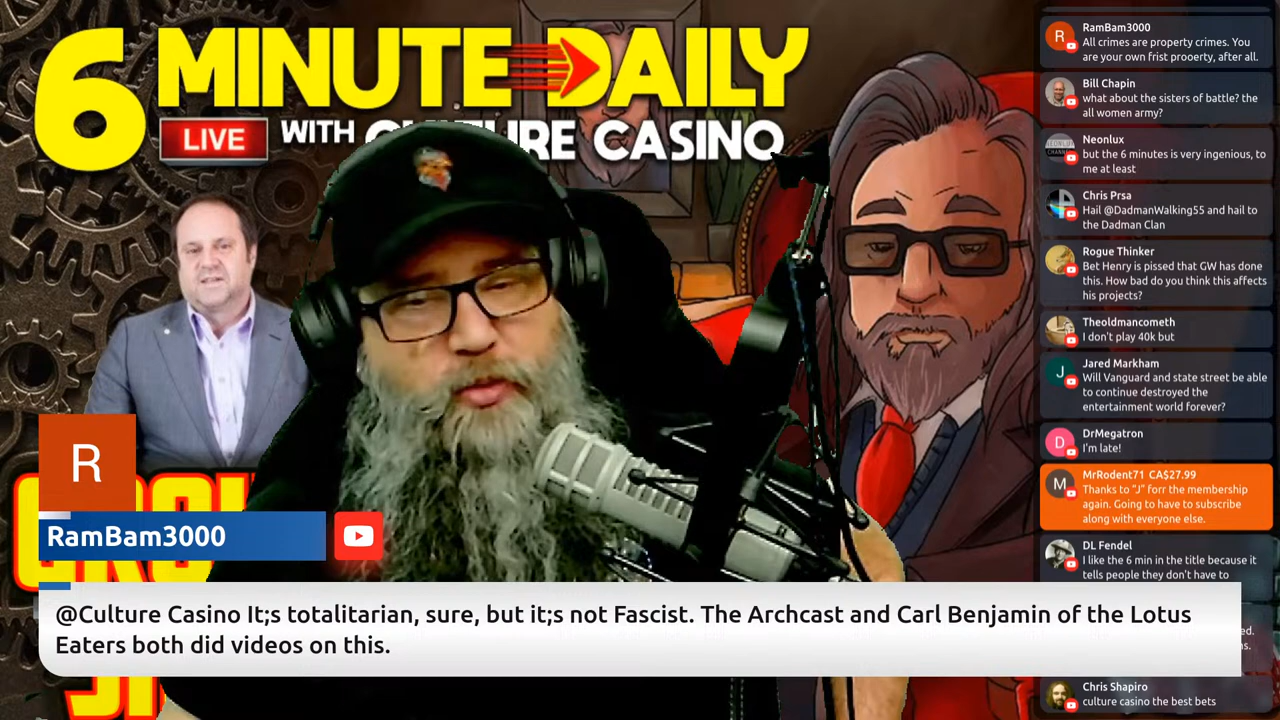 6 MINUTE DAILY
LIVE WITH CULTURE CASINO
R
RamBam3000
@Culture Casino It;s totalitarian, sure, but it;s not Fascist. The Archcast and Carl Benjamin of the Lotus
Eaters both did videos on this.
R
RamBam3000
All crimes are property crimes. You
are your own frist prooerty, after all.
Bill Chapin
what about the sisters of battle? the
all women army?
Neonlux
but the 6 minutes is very ingenious, to
me at least
Chris Prsa
Hail @DadmanWalking55 and hail to
the Dadman Clan
Rogue Thinker
Bet Henry is pissed that GW has done
this. How bad do you think this affects
his projects?
Theoldmancometh
I don't play 40k but
J
Jared Markham
Will Vanguard and state street be able
to continue destroyed the
entertainment world forever?
D
DrMegatron
I'm late!
M
MrRodent71 CA$27.99
Thanks to "J" forr the membership
again. Going to have to subscribe
along with everyone else.
DL Fendel
I like the 6 min in the title because it
tells people they don't have to
Chris Shapiro
culture casino the best bets